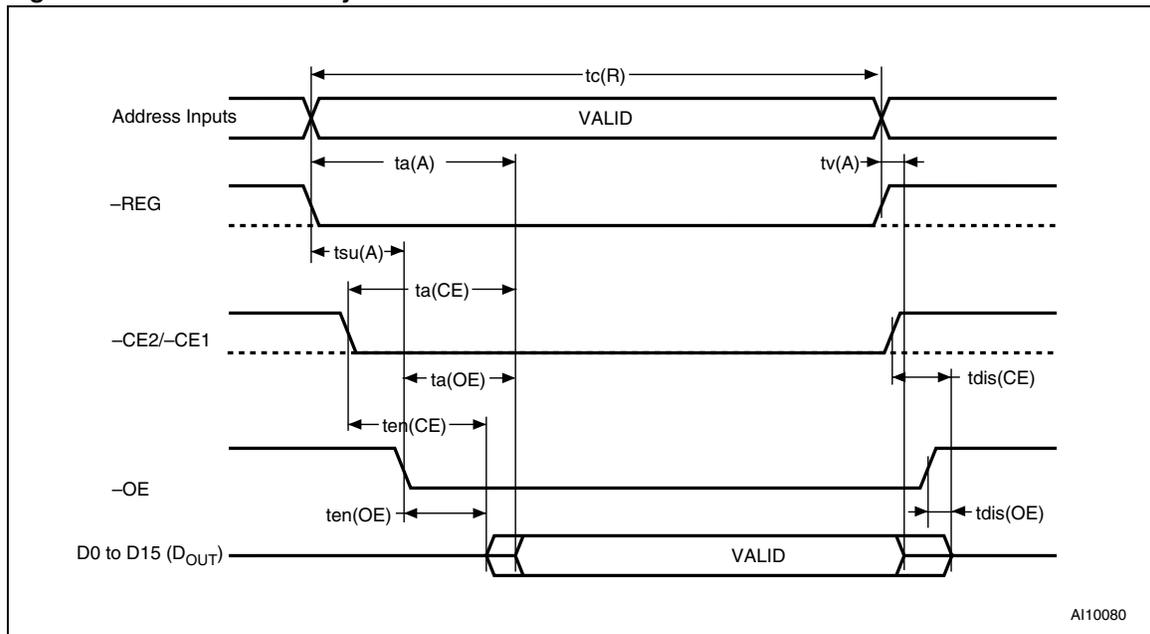 tc(R)
Address Inputs
VALID
ta(A)
tv(A)
–REG
tsu(A)
ta(CE)
–CE2/–CE1
ta(OE)
tdis(CE)
ten(CE)
–OE
ten(OE)
tdis(OE)
D0 to D15 (DOUT)
VALID
AI10080